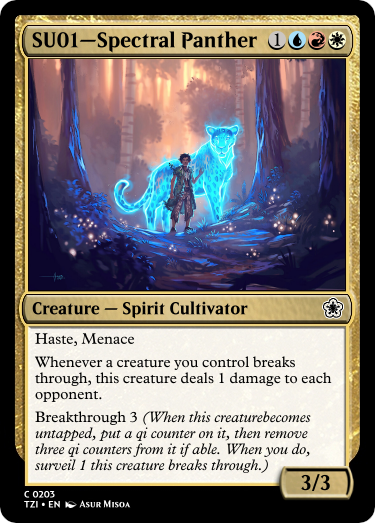 SU01—Spectral Panther 1
Creature — Spirit Cultivator
Haste, Menace
Whenever a creature you control breaks
through, this creature deals 1 damage to each
opponent.
Breakthrough 3 (When this creaturebecomes
untapped, put a qi counter on it, then remove
three qi counters from it if able. When you do,
surveil 1 this creature breaks through.)
3/3
C 0203
TZI • EN Asur Misoa